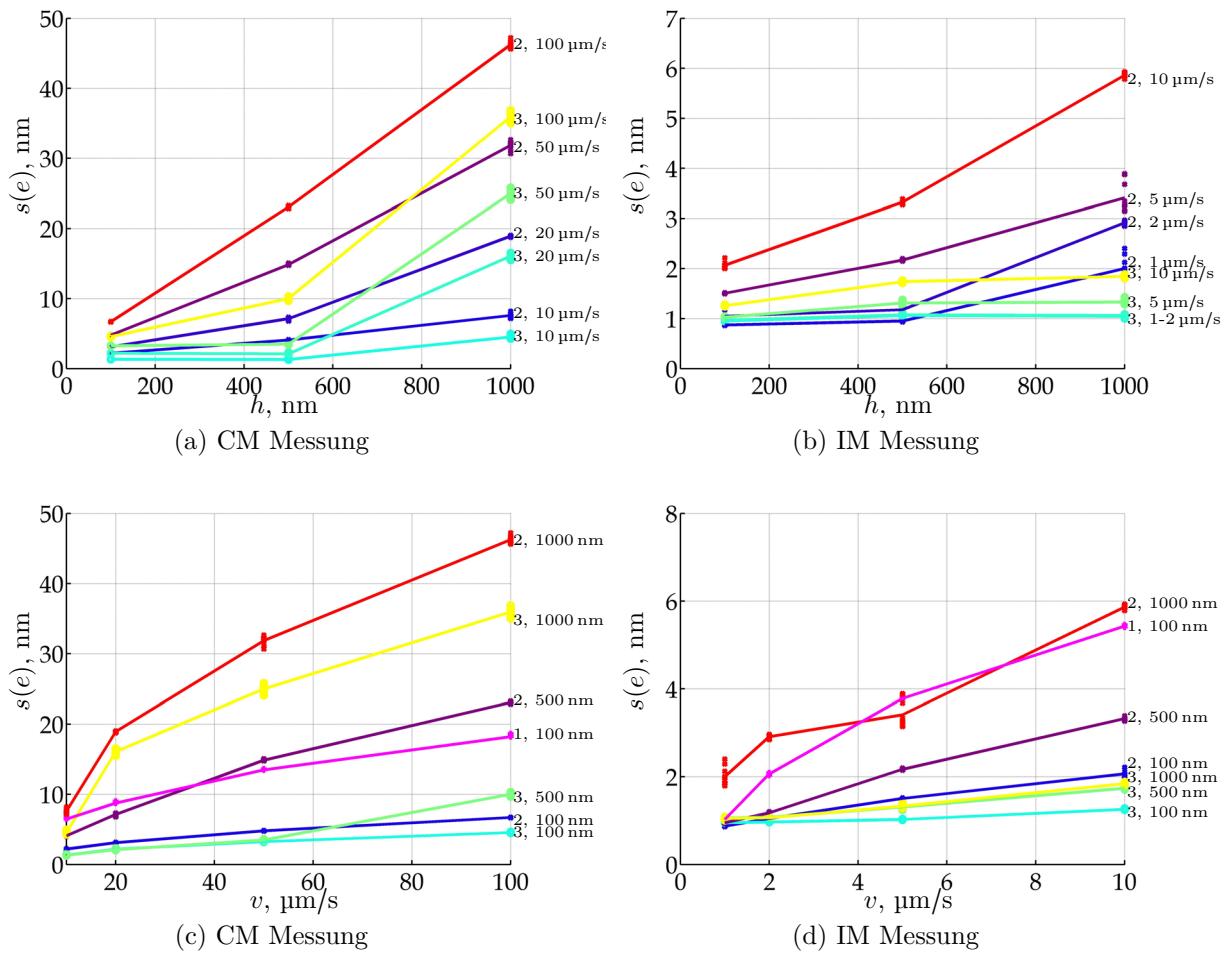 50
40
30
20
10
0
s(e), nm
2, 100 µm/s
3, 100 µm/s
2, 50 µm/s
3, 50 µm/s
2, 20 µm/s
3, 20 µm/s
2, 10 µm/s
3, 10 µm/s
0 200 400 600 800 1000
h, nm
(a) CM Messung
7
6
5
4
3
2
1
0
s(e), nm
2, 10 µm/s
2, 5 µm/s
2, 2 µm/s
2, 1 µm/s
3, 10 µm/s
3, 5 µm/s
3, 1-2 µm/s
0 200 400 600 800 1000
h, nm
(b) IM Messung
50
40
30
20
10
0
s(e), nm
2, 1000 nm
3, 1000 nm
2, 500 nm
1, 100 nm
3, 500 nm
2, 100 nm
3, 100 nm
20 40 60 80 100
v, µm/s
(c) CM Messung
8
6
4
2
0
s(e), nm
2, 1000 nm
1, 100 nm
2, 500 nm
2, 100 nm
3, 1000 nm
3, 500 nm
3, 100 nm
0 2 4 6 8 10
v, µm/s
(d) IM Messung